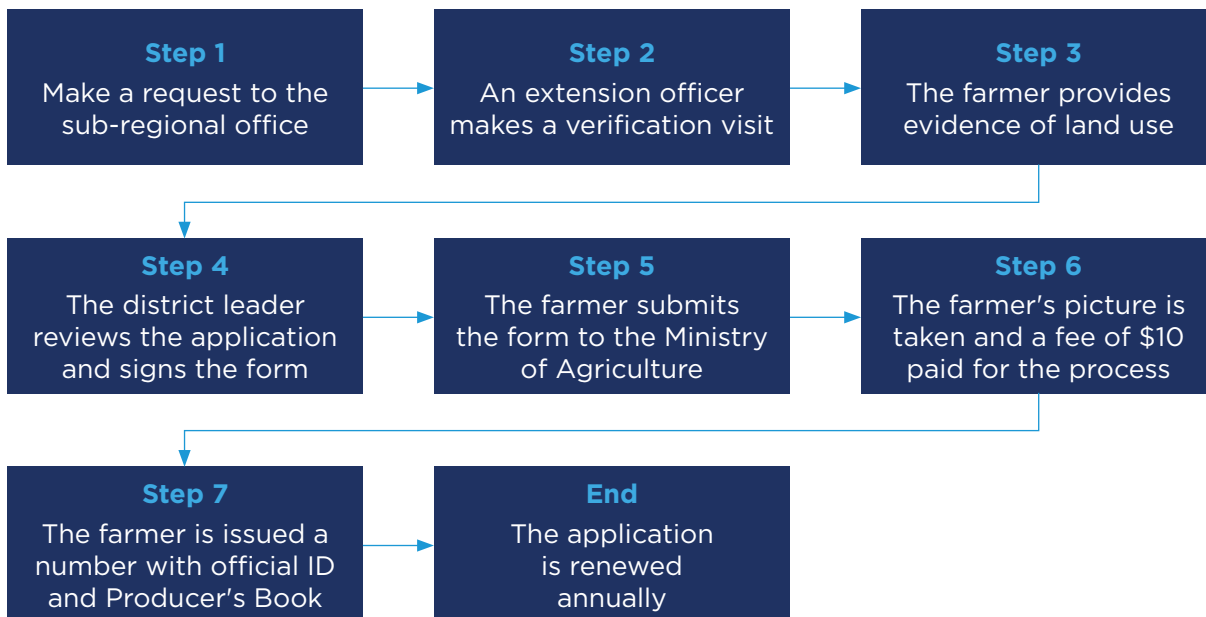 Step 1
Make a request to the
sub-regional office
Step 2
An extension officer
makes a verification visit
Step 3
The farmer provides
evidence of land use
Step 4
The district leader
reviews the application
and signs the form
Step 5
The farmer submits
the form to the Ministry
of Agriculture
Step 6
The farmer's picture is
taken and a fee of $10
paid for the process
Step 7
The farmer is issued a
number with official ID
and Producer's Book
End
The application
is renewed
annually